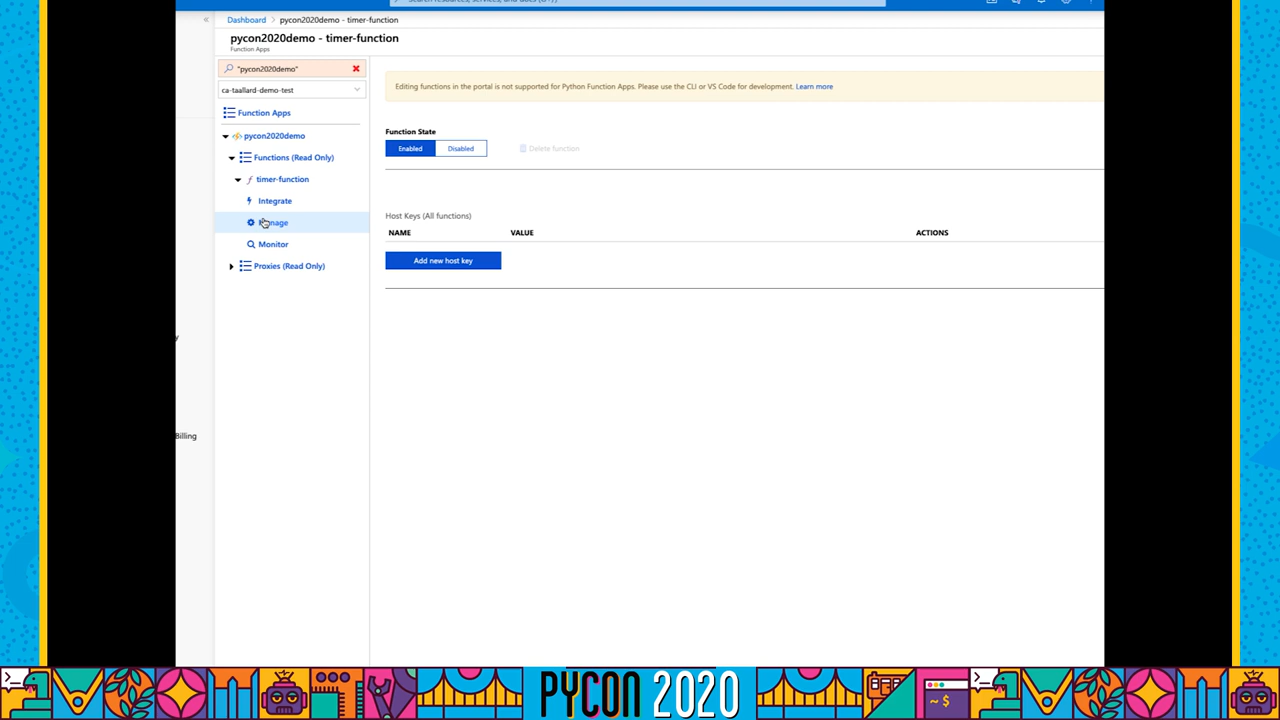 Dashboard > pycon2020demo - timer-function
pycon2020demo - timer-function
Function Apps
"pycon2020demo"
ca-taallard-demo-test
Function Apps
pycon2020demo
Functions (Read Only)
timer-function
Integrate
Manage
Monitor
Proxies (Read Only)
Billing
Editing functions in the portal is not supported for Python Function Apps. Please use the CLI or VS Code for development. Learn more
Function State
Enabled Disabled Delete function
Host Keys (All functions)
NAME VALUE ACTIONS
Add new host key
PYCON 2020
~$